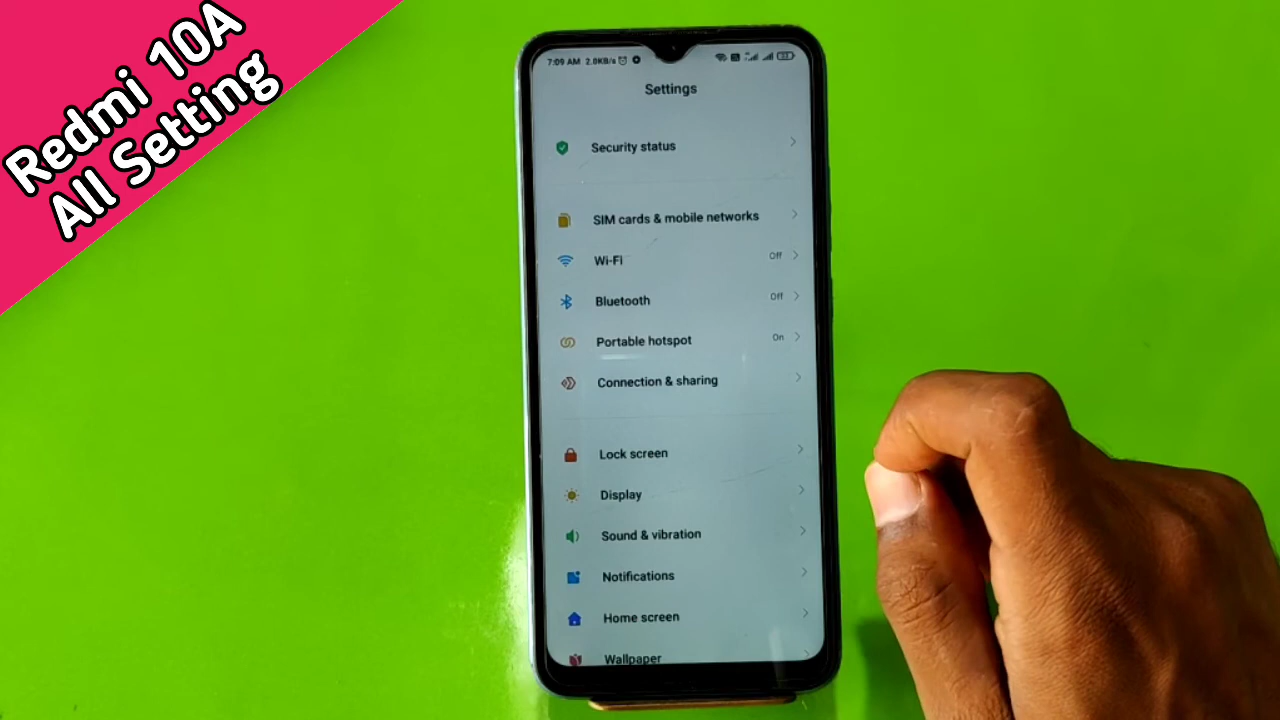 Redmi 10A
All Setting
7:09 AM 2.0KB/s
Settings
Security status
SIM cards & mobile networks
Wi-Fi Off
Bluetooth Off
Portable hotspot On
Connection & sharing
Lock screen
Display
Sound & vibration
Notifications
Home screen
Wallpaper